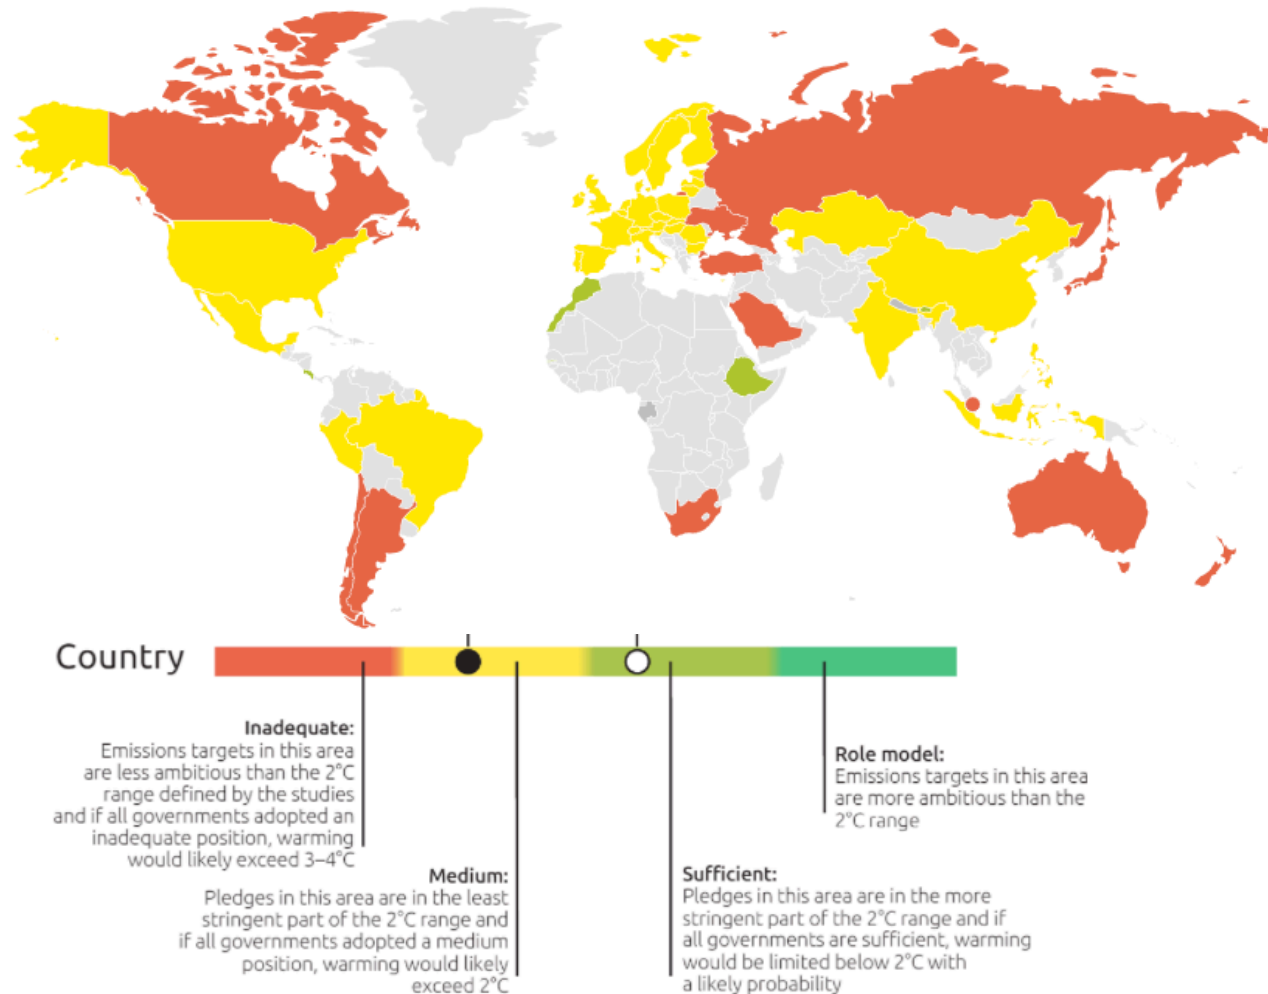 Country
Inadequate:
Emissions targets in this area
are less ambitious than the 2°C
range defined by the studies
and if all governments adopted an
inadequate position, warming
would likely exceed 3–4°C
Medium:
Pledges in this area are in the least
stringent part of the 2°C range and
if all governments adopted a medium
position, warming would likely
exceed 2°C
Sufficient:
Pledges in this area are in the more
stringent part of the 2°C range and if
all governments are sufficient, warming
would be limited below 2°C with
a likely probability
Role model:
Emissions targets in this area
are more ambitious than the
2°C range